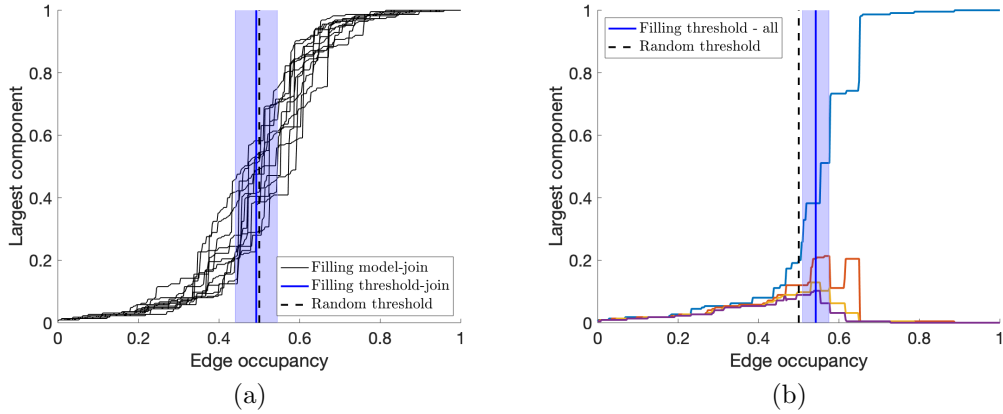 1
0.8
0.6
0.4
0.2
0
Largest component
0
0.2
0.4
0.6
0.8
1
Edge occupancy
Filling model-join
Filling threshold-join
Random threshold
(a)
1
0.8
0.6
0.4
0.2
0
Largest component
0
0.2
0.4
0.6
0.8
1
Edge occupancy
Filling threshold - all
Random threshold
(b)